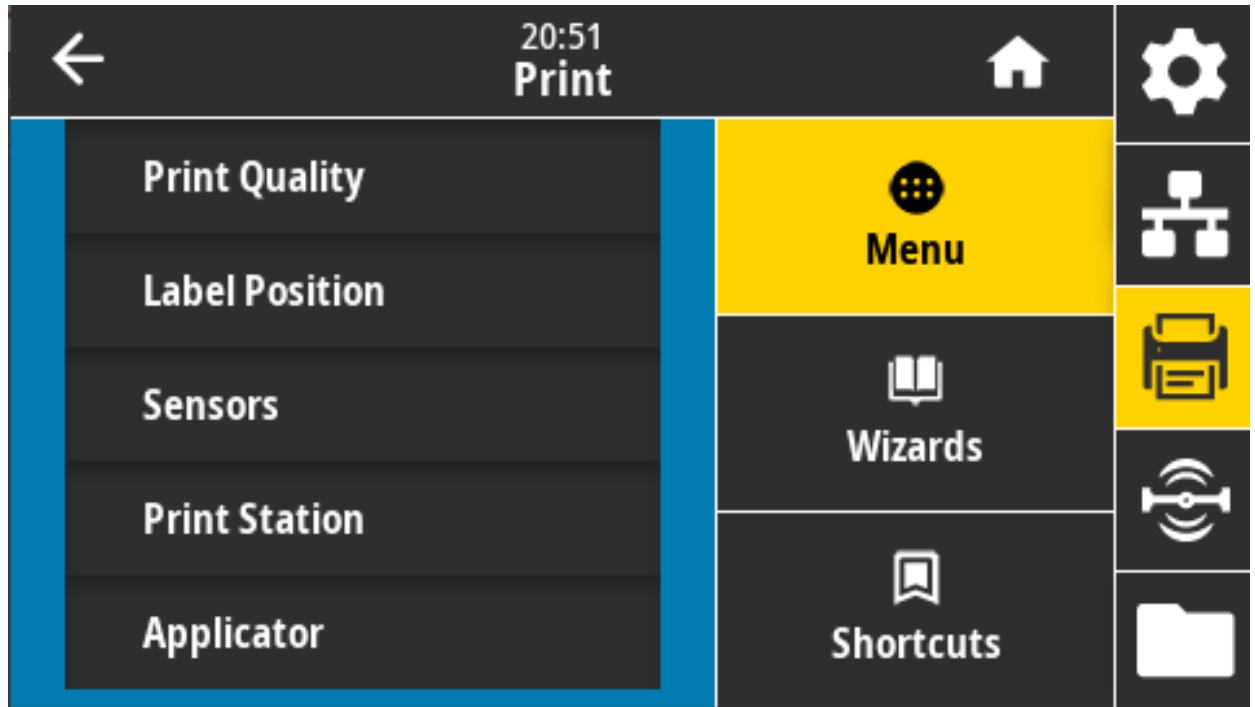 20:51
Print
Print Quality
Label Position
Sensors
Print Station
Applicator
Menu
Wizards
Shortcuts